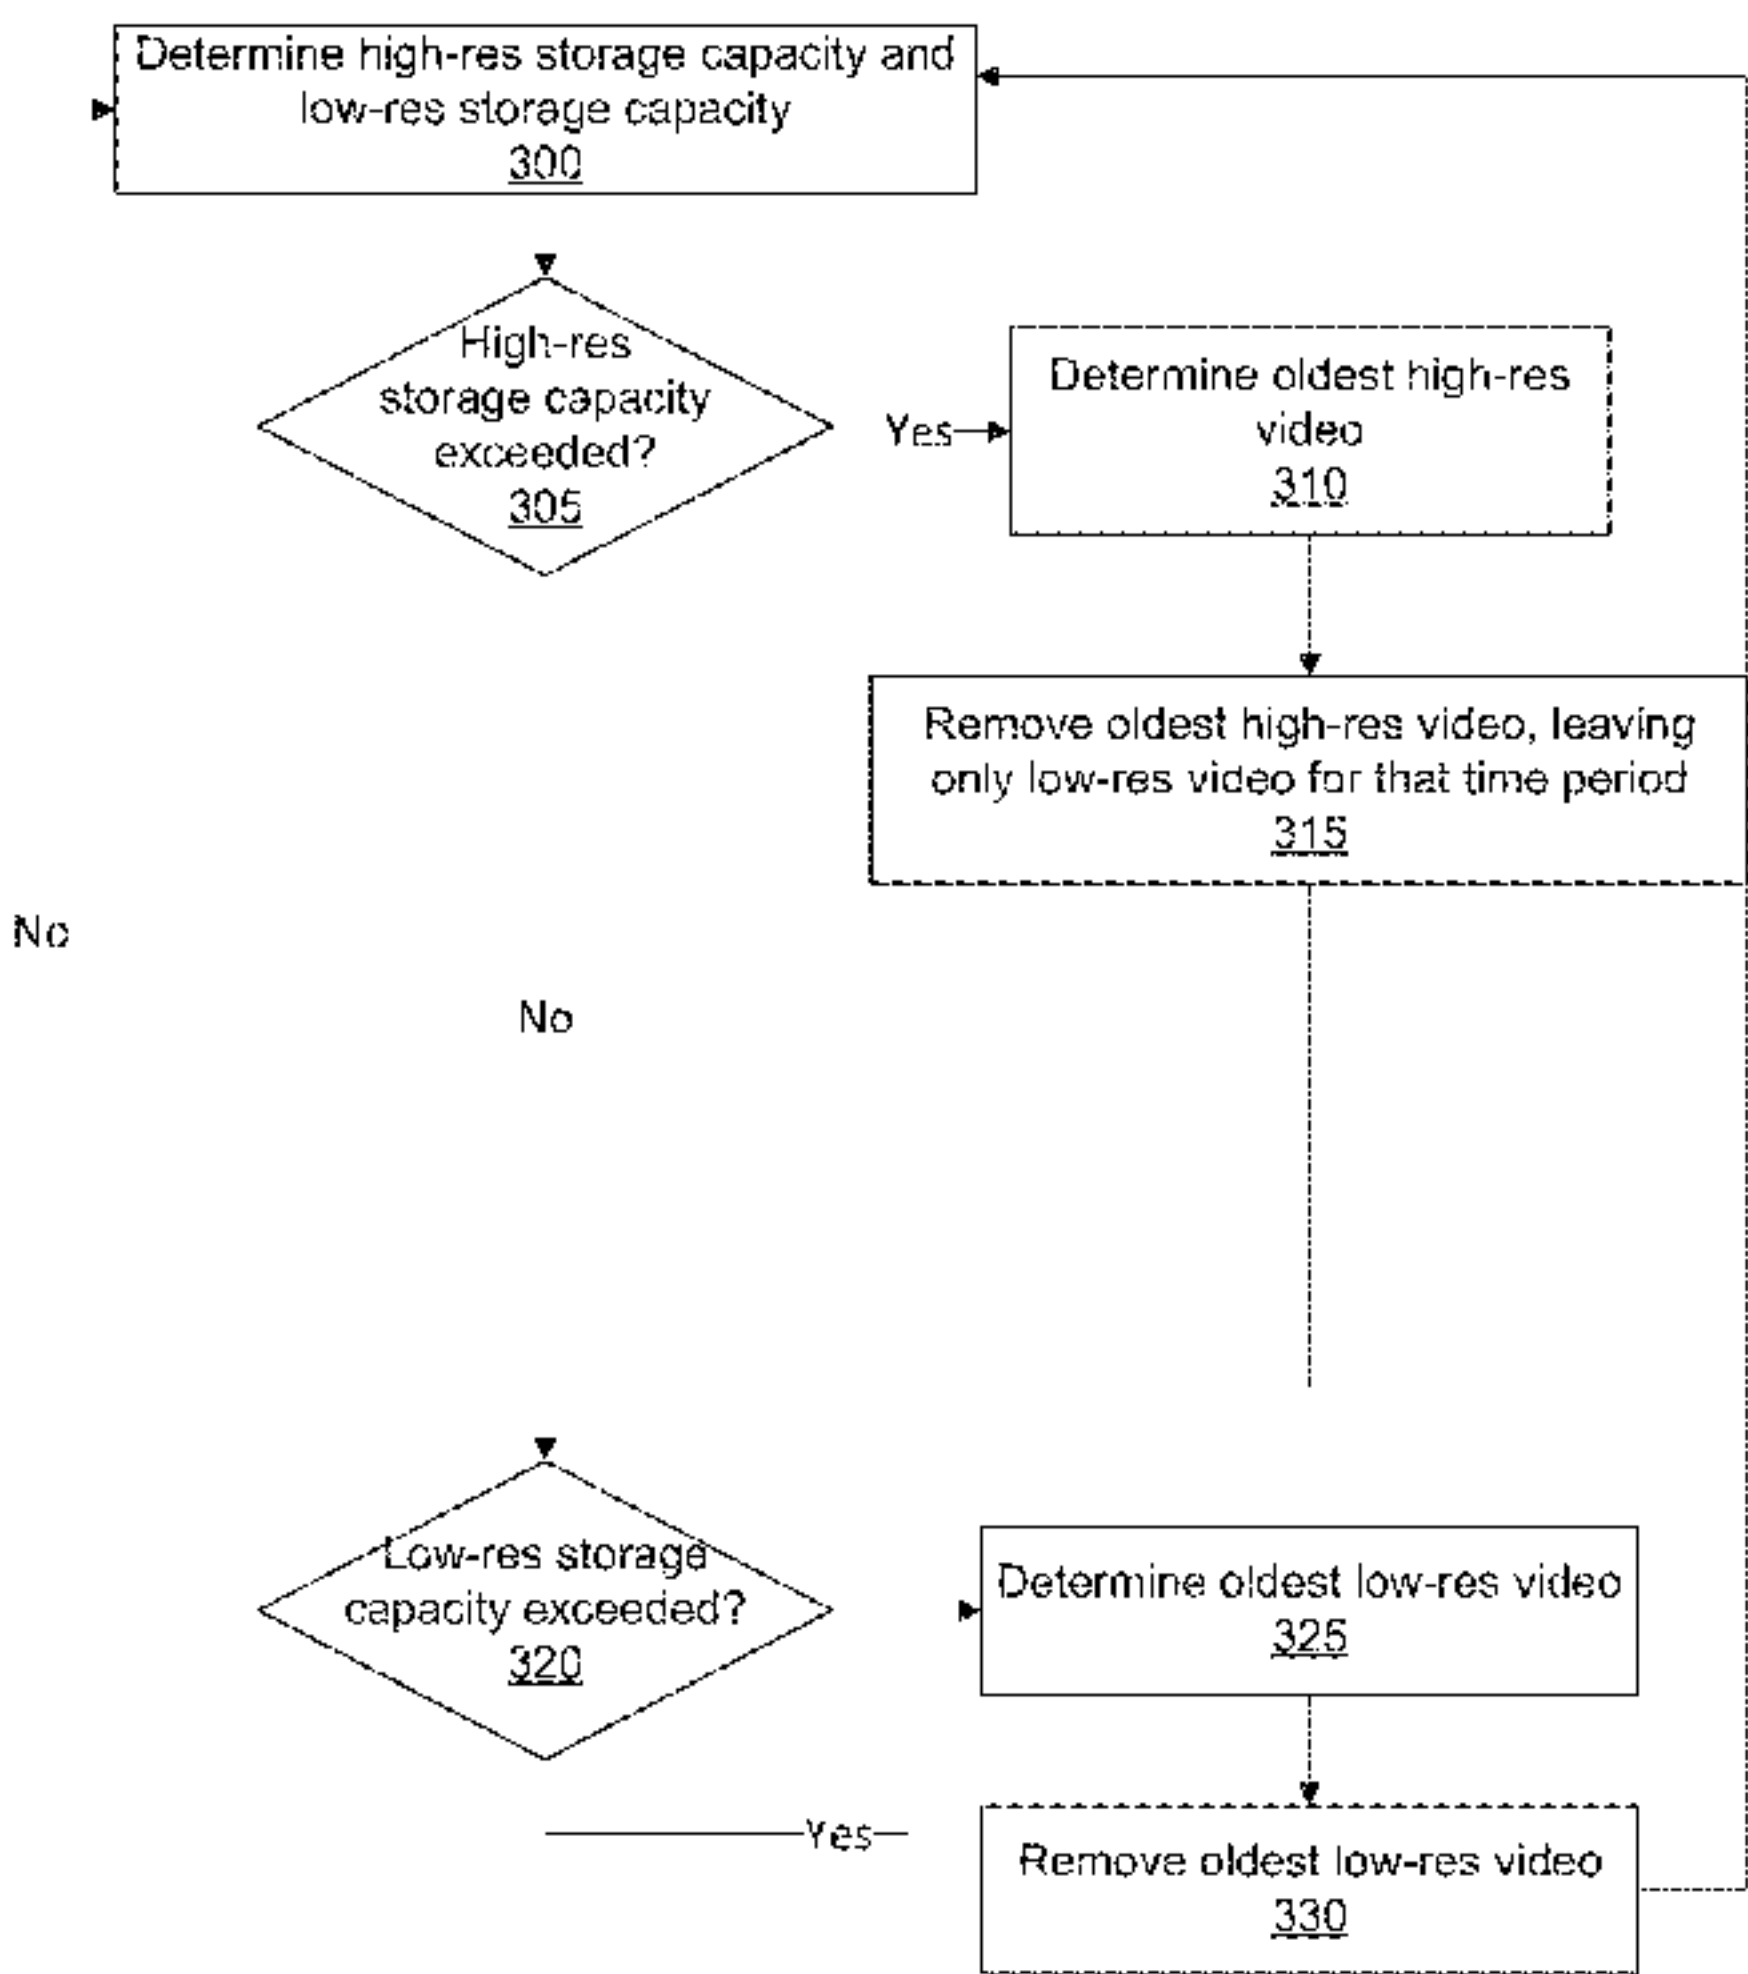 Determine high-res storage capacity and
low-res storage capacity
300
High-res
storage capacity
exceeded?
305
Yes
Determine oldest high-res
video
310
Remove oldest high-res video, leaving
only low-res video for that time period
315
No
No
Low-res storage
capacity exceeded?
320
Determine oldest low-res video
325
Yes
Remove oldest low-res video
330